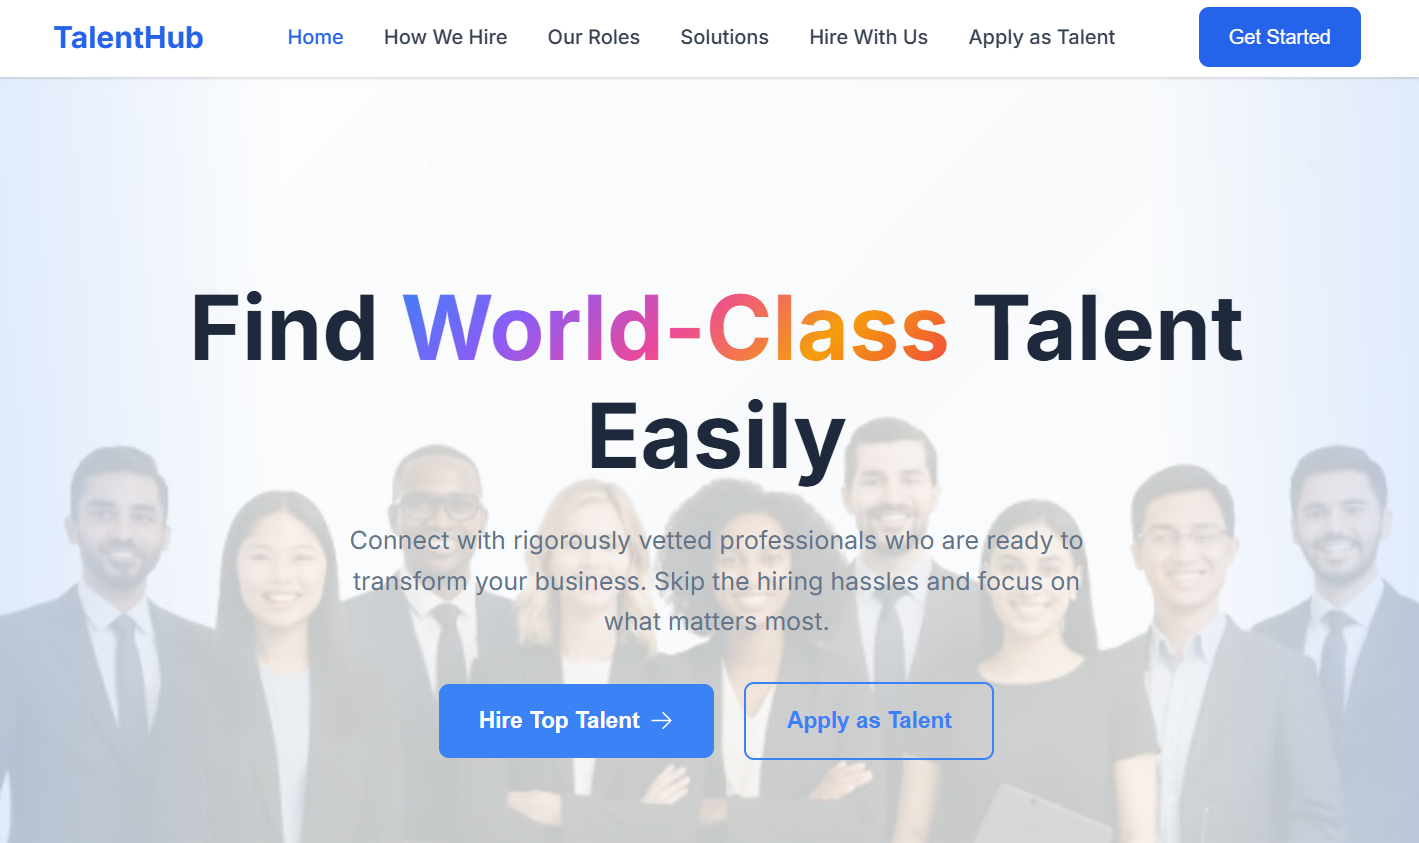 TalentHub Home How We Hire Our Roles Solutions Hire With Us Apply as Talent Get Started
Find World-Class Talent
Easily
Connect with rigorously vetted professionals who are ready to
transform your business. Skip the hiring hassles and focus on
what matters most.
Hire Top Talent → Apply as Talent